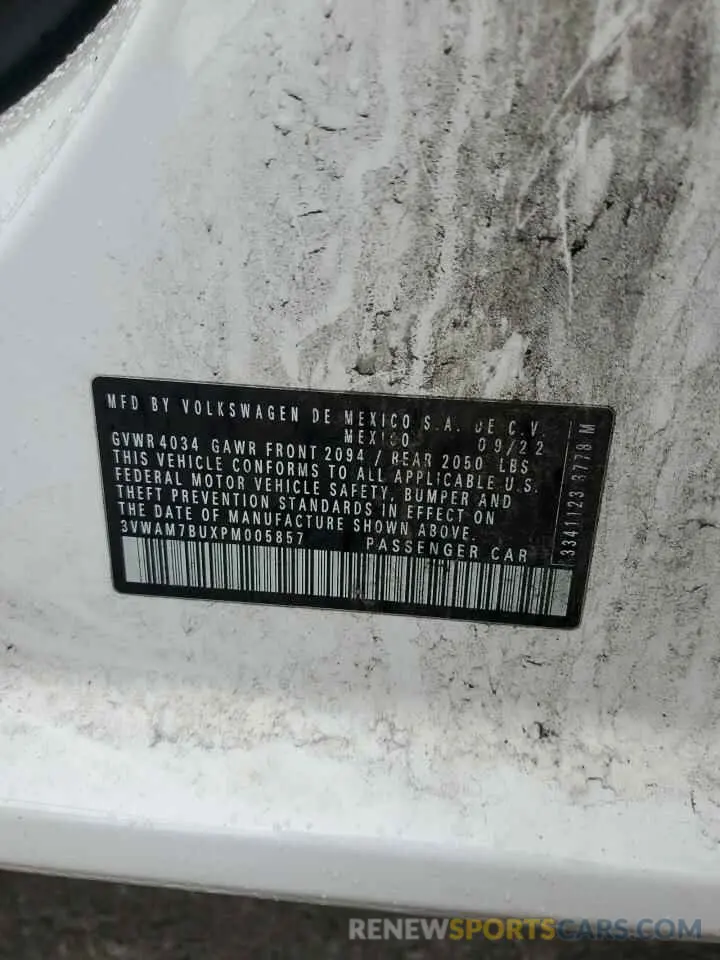 MFD BY VOLKSWAGEN DE MEXICO S.A. DE C.V.
MEXICO 09/22
GVWR 4034 GAWR FRONT 2094 / REAR 2050 LBS
THIS VEHICLE CONFORMS TO ALL APPLICABLE U.S.
FEDERAL MOTOR VEHICLE SAFETY, BUMPER AND
THEFT PREVENTION STANDARDS IN EFFECT ON
THE DATE OF MANUFACTURE SHOWN ABOVE.
3VWAM7BUXPM005857 PASSENGER CAR
3341123 3778 M
RENEWSPORTSCARS.COM